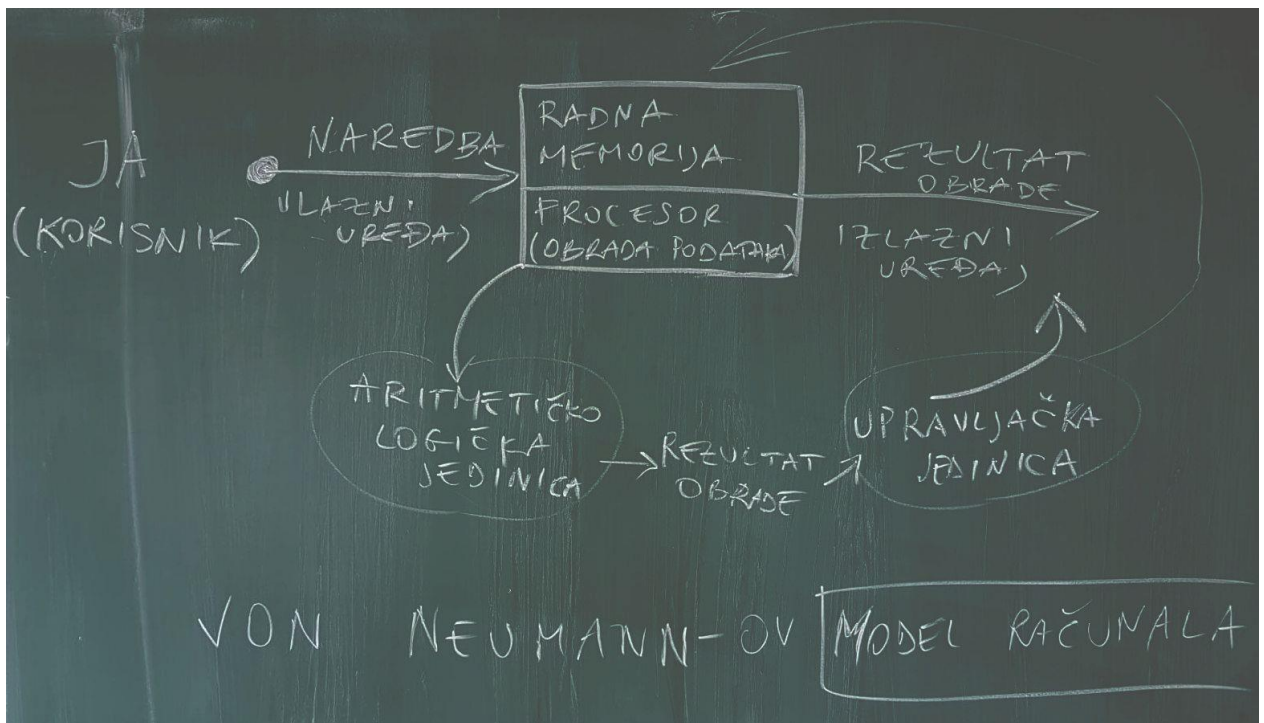 JA
(KORISNIK)
NAREDBA
ULAZNI
UREĐAJ
RADNA
MEMORIJA
PROCESOR
(OBRADA PODATAKA)
REZULTAT
OBRADE
IZLAZNI
UREĐAJ
ARITMETIČKO
LOGIČKA
JEDINICA
REZULTAT
OBRADE
UPRAVLJAČKA
JEDINICA
VON NEUMANN-OV MODEL RAČUNALA